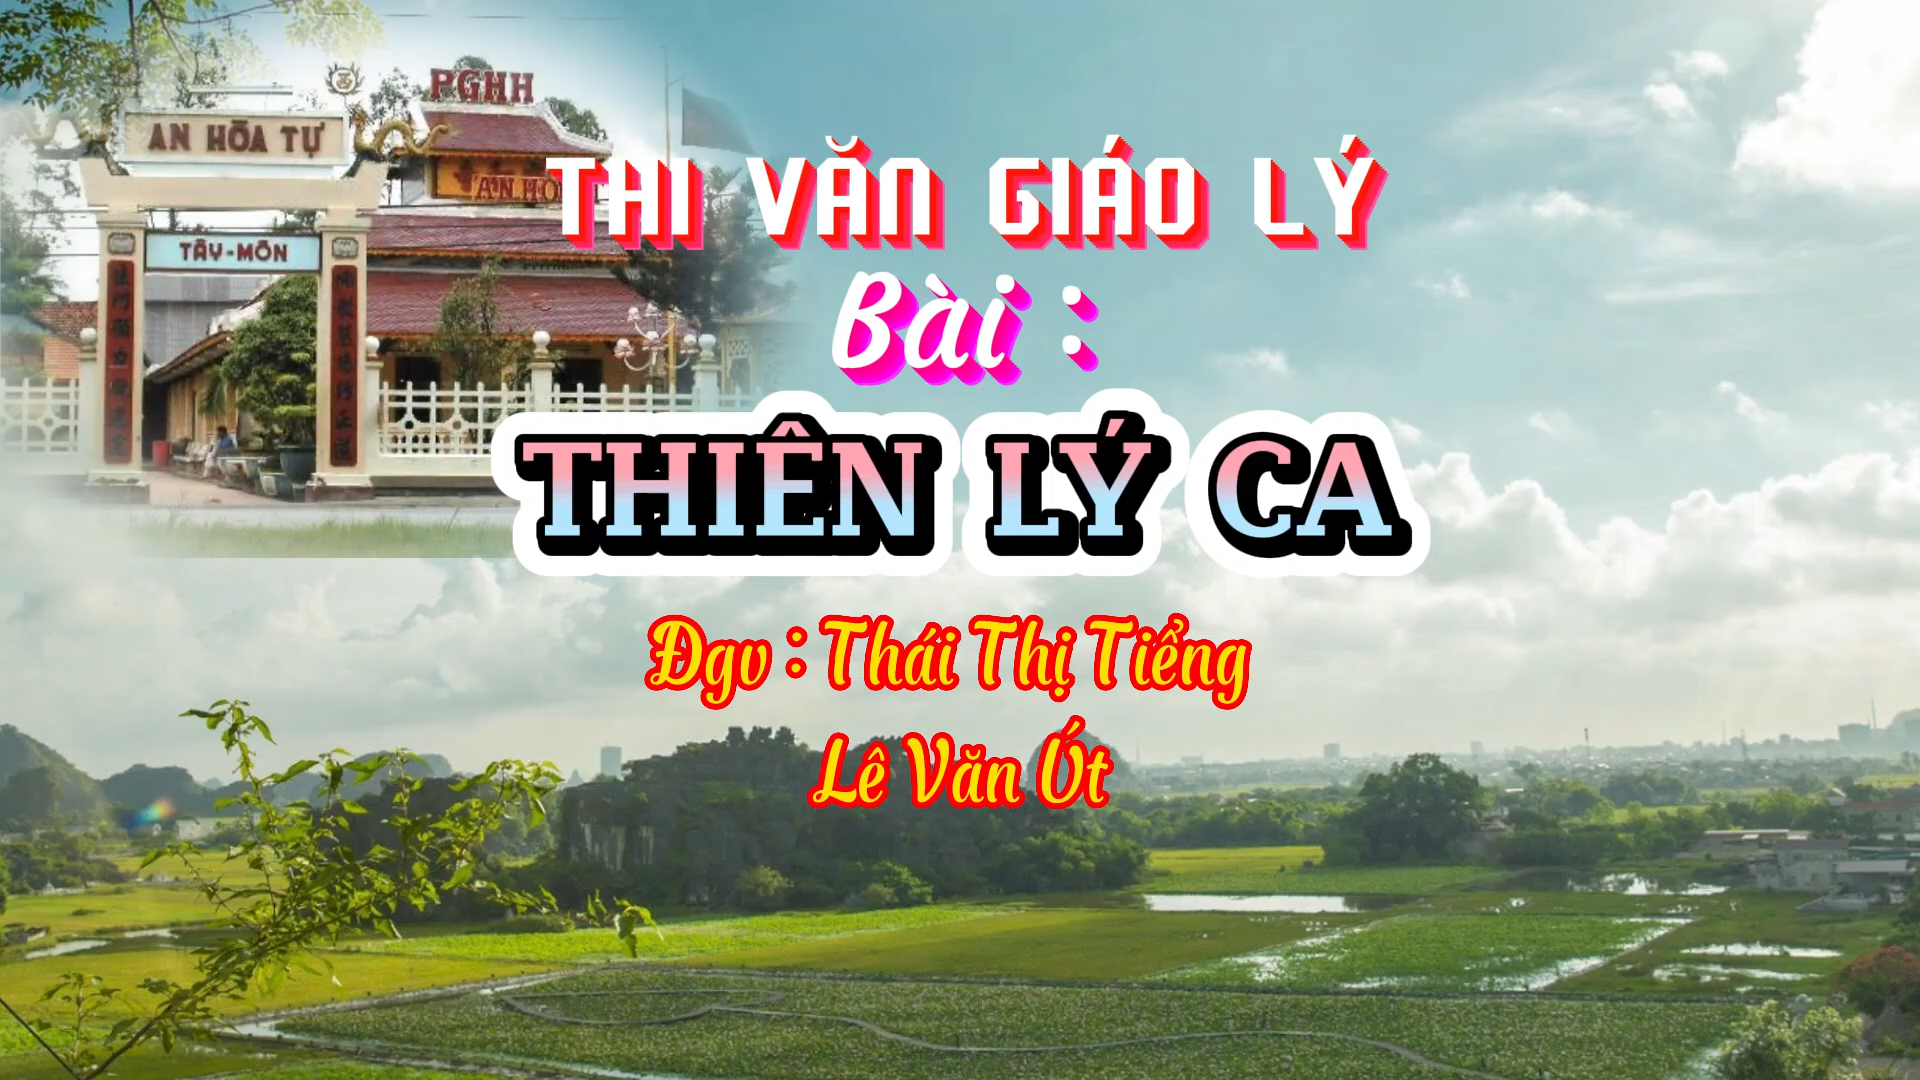 PGHH
AN HÒA TỰ
AN HÒ
TÂY-MÔN
THI VĂN GIÁO LÝ
Bài :
THIÊN LÝ CA
Đgv : Thái Thị Tiểng
Lê Văn Út